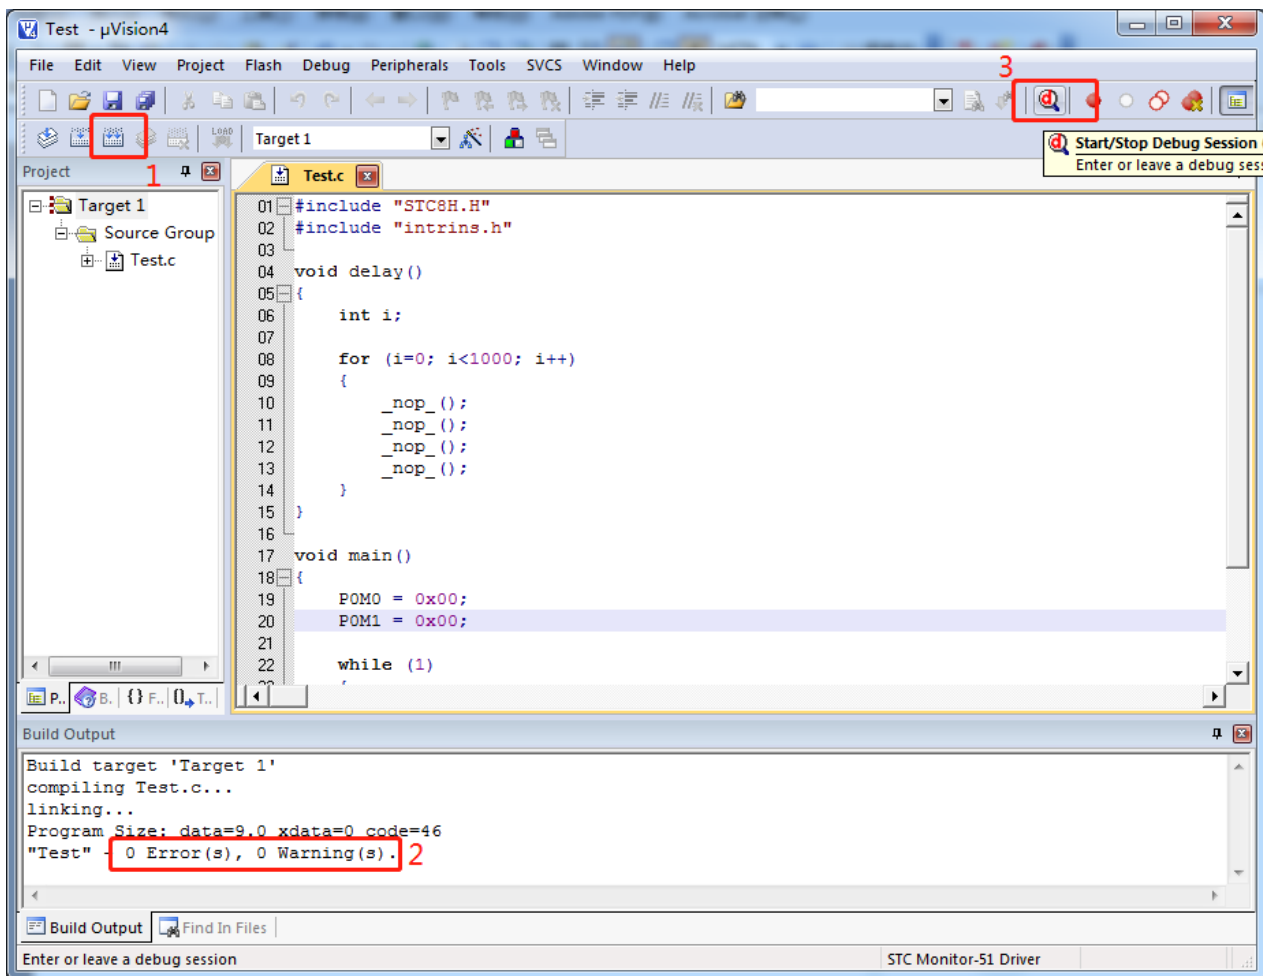 Test - µVision4
File Edit View Project Flash Debug Peripherals Tools SVCS Window Help
3
LOAD
Target 1
Start/Stop Debug Session
Enter or leave a debug ses
Project
1
Test.c
Target 1
Source Group
Test.c
01 #include "STC8H.H"
02 #include "intrins.h"
03
04 void delay()
05 {
06 int i;
07
08 for (i=0; i<1000; i++)
09 {
10 _nop_();
11 _nop_();
12 _nop_();
13 _nop_();
14 }
15 }
16
17 void main()
18 {
19 P0M0 = 0x00;
20 P0M1 = 0x00;
21
22 while (1)
P.. B. {} F.. 0 T..
Build Output
Build target 'Target 1'
compiling Test.c...
linking...
Program Size: data=9.0 xdata=0 code=46
"Test" - 0 Error(s), 0 Warning(s).
2
Build Output Find In Files
Enter or leave a debug session STC Monitor-51 Driver